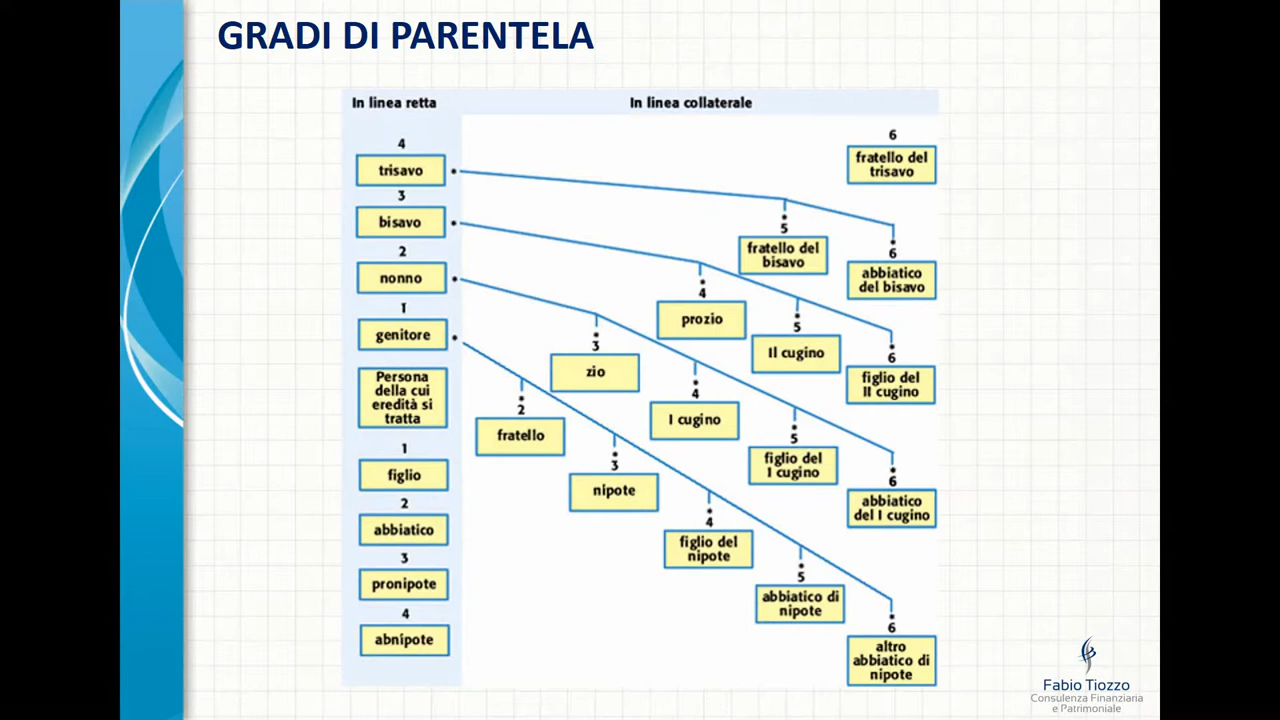 GRADI DI PARENTELA
In linea retta
In linea collaterale
4
trisavo
3
bisavo
2
nonno
1
genitore
Persona
della cui
eredità si
tratta
1
figlio
2
abbiatico
3
pronipote
4
abnipote
6
fratello del
trisavo
5
fratello del
bisavo
6
abbiatico
del bisavo
4
prozio
5
II cugino
6
figlio del
II cugino
3
zio
4
I cugino
5
figlio del
I cugino
6
abbiatico
del I cugino
2
fratello
3
nipote
4
figlio del
nipote
5
abbiatico di
nipote
6
altro
abbiatico di
nipote
Fabio Tiozzo
Consulenza Finanziaria
e Patrimoniale